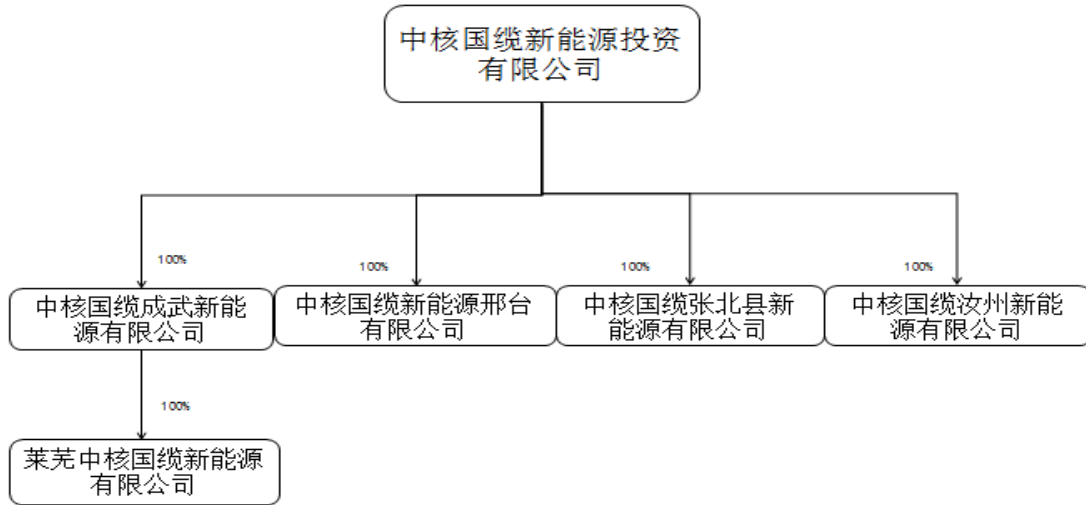 中核国缆新能源投资
有限公司
100%
100%
100%
100%
中核国缆成武新能
源有限公司
中核国缆新能源邢台
有限公司
中核国缆张北县新
能源有限公司
中核国缆汝州新能
源有限公司
100%
莱芜中核国缆新能源
有限公司